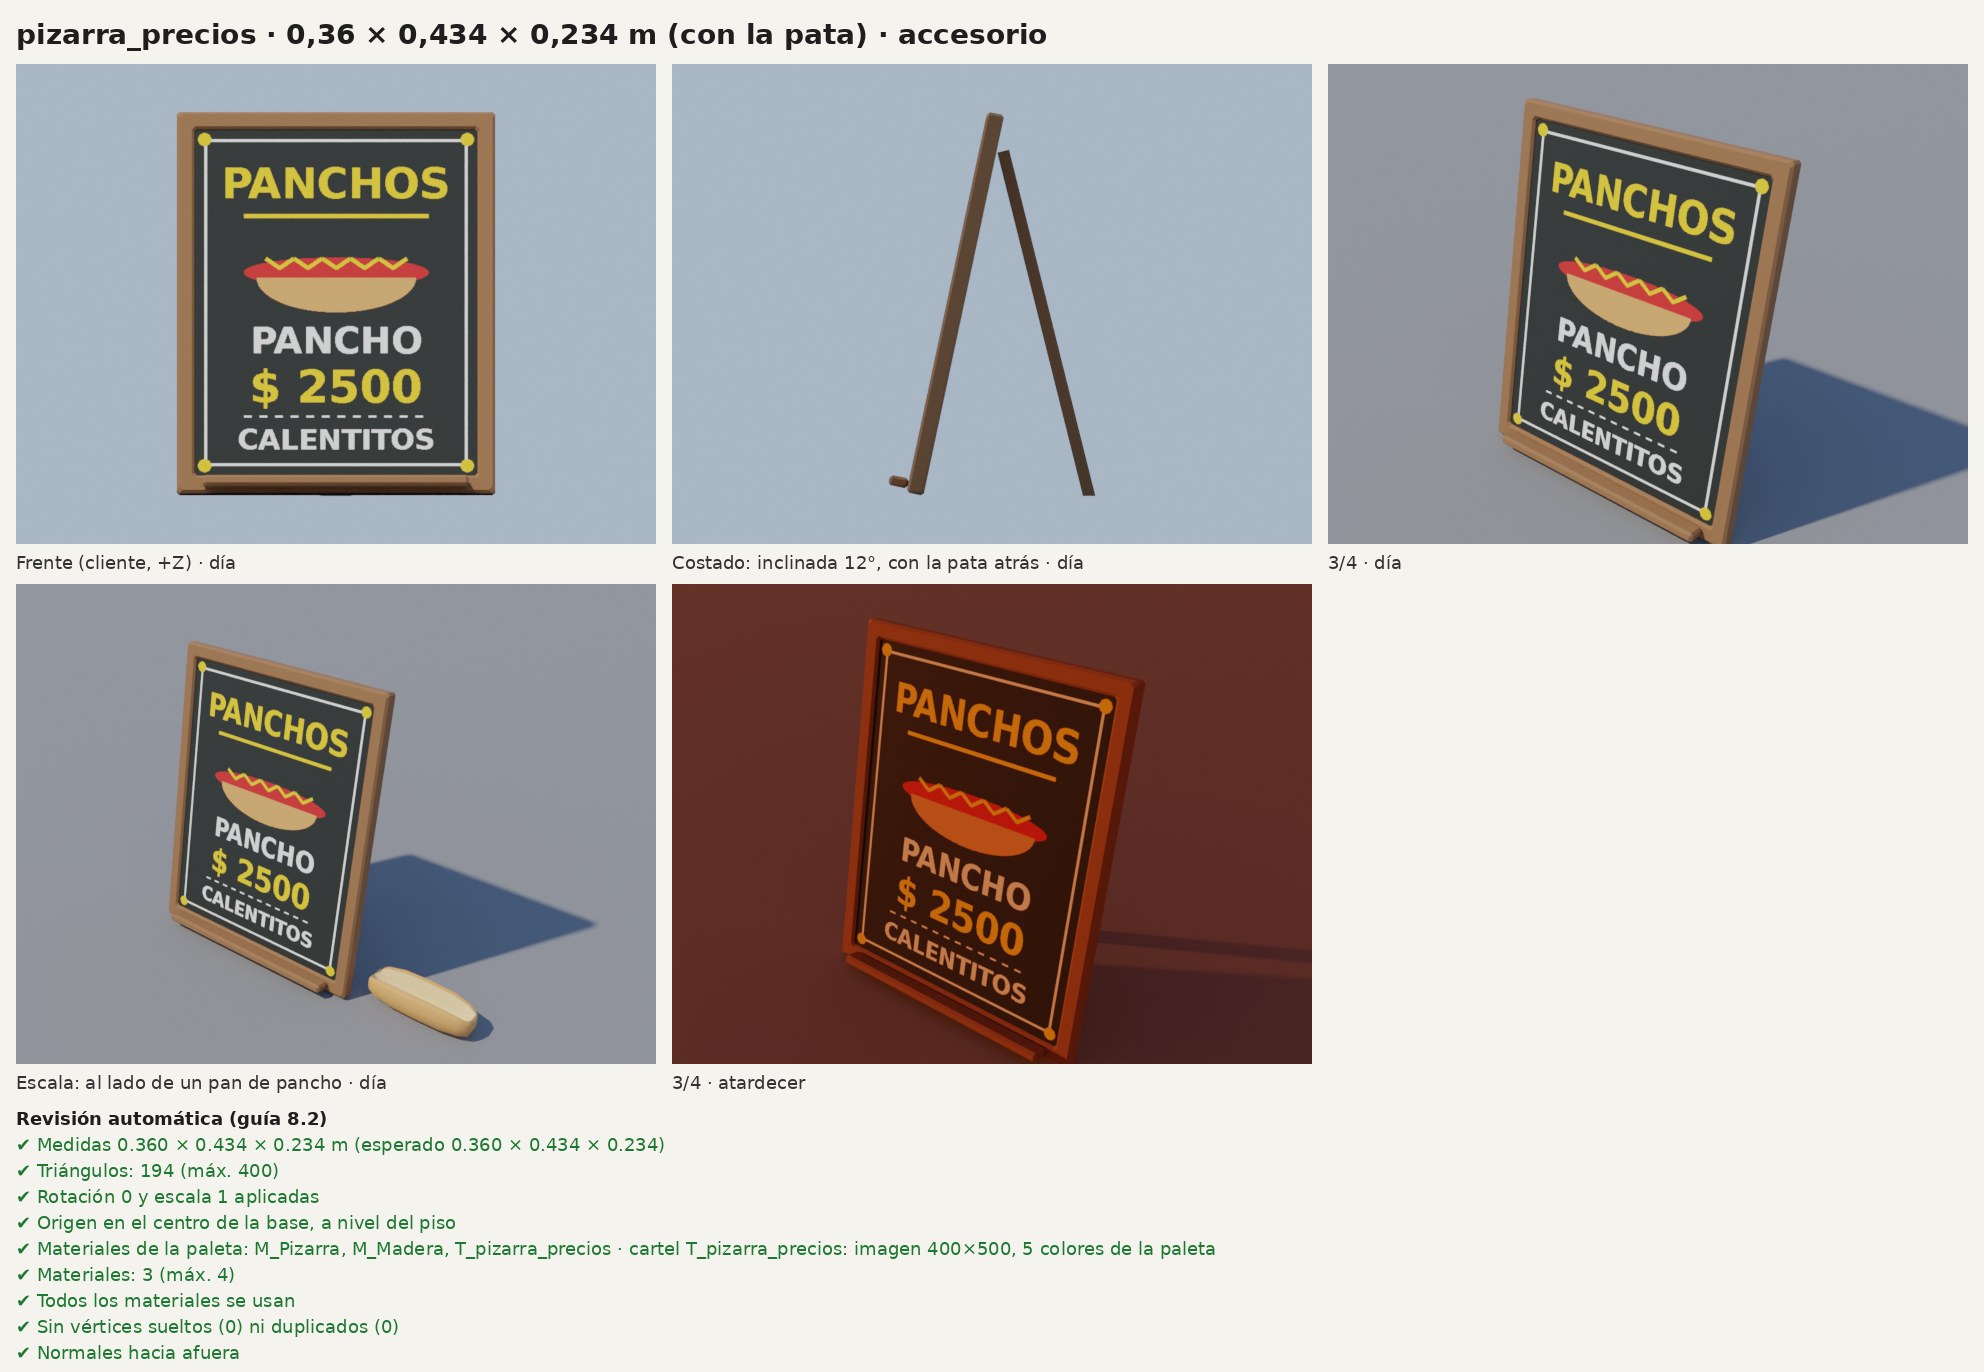 pizarra_precios · 0,36 × 0,434 × 0,234 m (con la pata) · accesorio
PANCHOS
PANCHO
$ 2500
CALENTITOS
Frente (cliente, +Z) · día
Costado: inclinada 12°, con la pata atrás · día
PANCHOS
PANCHO
$ 2500
CALENTITOS
3/4 · día
PANCHOS
PANCHO
$ 2500
CALENTITOS
Escala: al lado de un pan de pancho · día
PANCHOS
PANCHO
$ 2500
CALENTITOS
3/4 · atardecer
Revisión automática (guía 8.2)
✔ Medidas 0.360 × 0.434 × 0.234 m (esperado 0.360 × 0.434 × 0.234)
✔ Triángulos: 194 (máx. 400)
✔ Rotación 0 y escala 1 aplicadas
✔ Origen en el centro de la base, a nivel del piso
✔ Materiales de la paleta: M_Pizarra, M_Madera, T_pizarra_precios · cartel T_pizarra_precios: imagen 400×500, 5 colores de la paleta
✔ Materiales: 3 (máx. 4)
✔ Todos los materiales se usan
✔ Sin vértices sueltos (0) ni duplicados (0)
✔ Normales hacia afuera